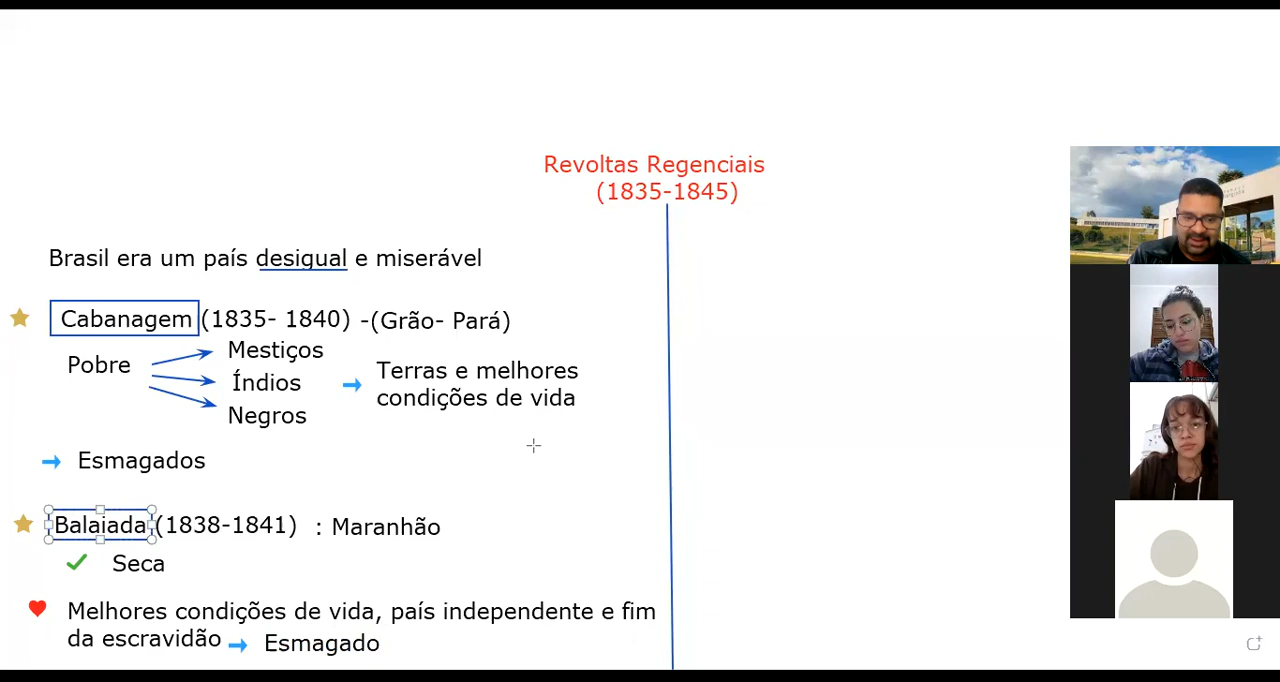 Revoltas Regenciais
(1835-1845)
Brasil era um país desigual e miserável
Cabanagem (1835- 1840) -(Grão- Pará)
Pobre
Mestiços
Índios
Negros
Terras e melhores
condições de vida
Esmagados
Balaiada (1838-1841) : Maranhão
Seca
Melhores condições de vida, país independente e fim
da escravidão
Esmagado